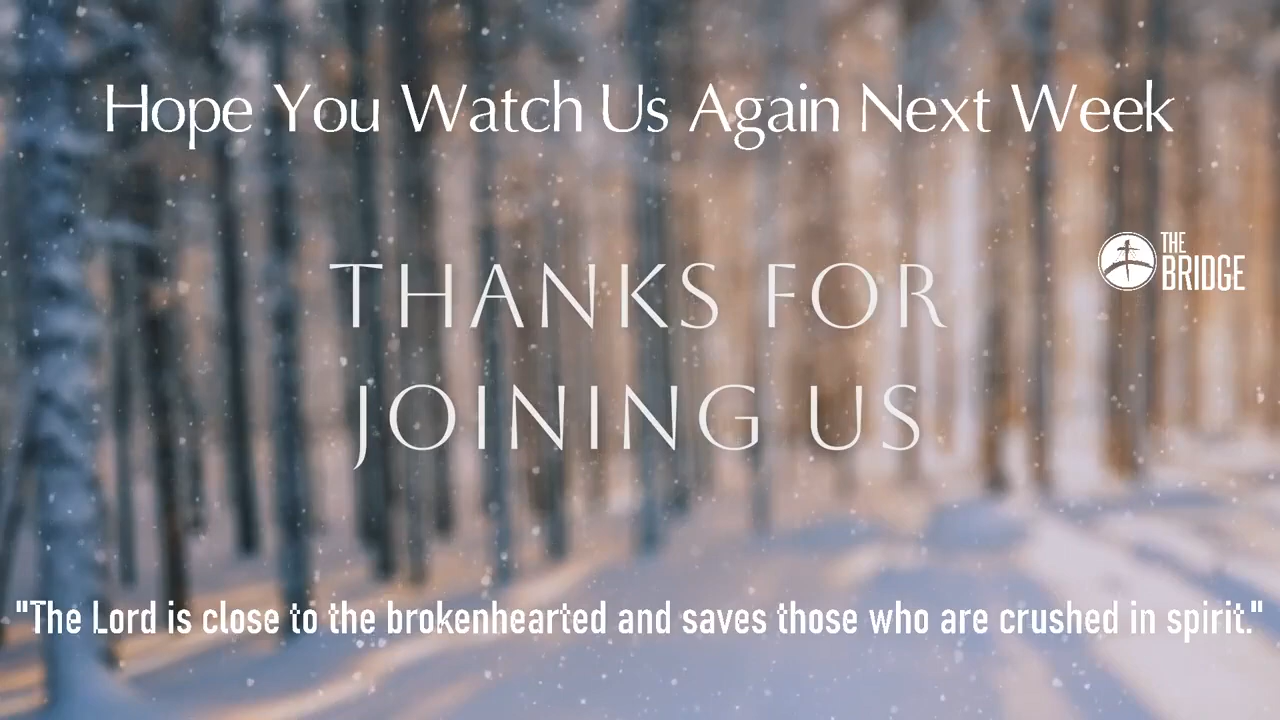 Hope You Watch Us Again Next Week
THANKS FOR
JOINING US
THE
BRIDGE
"The Lord is close to the brokenhearted and saves those who are crushed in spirit."